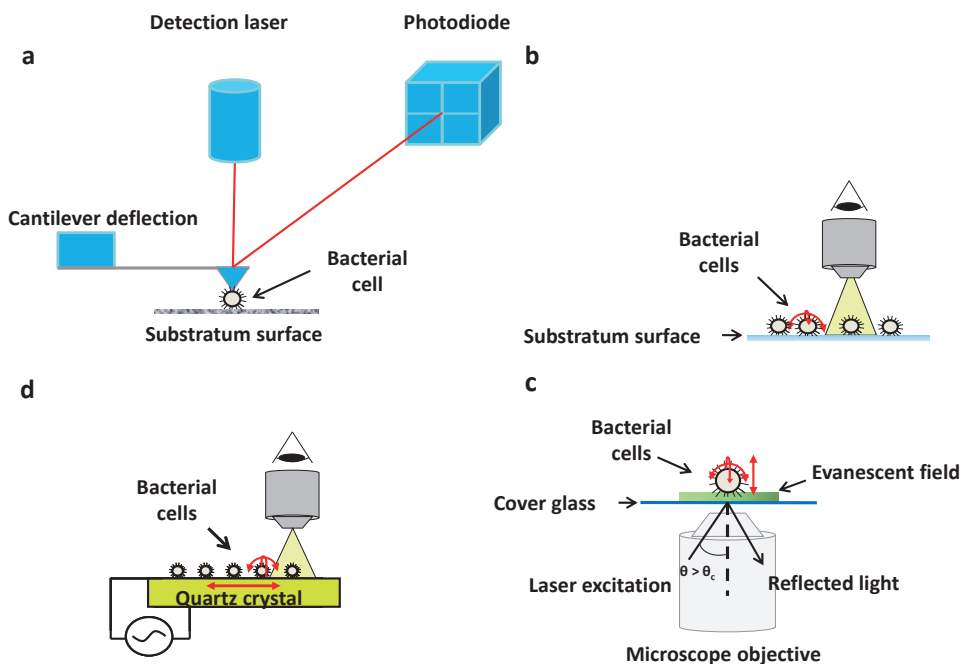 a
Detection laser
Photodiode
Cantilever deflection
Bacterial
cell
Substratum surface
b
Bacterial
cells
Substratum surface
d
Bacterial
cells
Quartz crystal
c
Bacterial
cells
Evanescent field
Cover glass
Laser excitation
θ > θc
Reflected light
Microscope objective